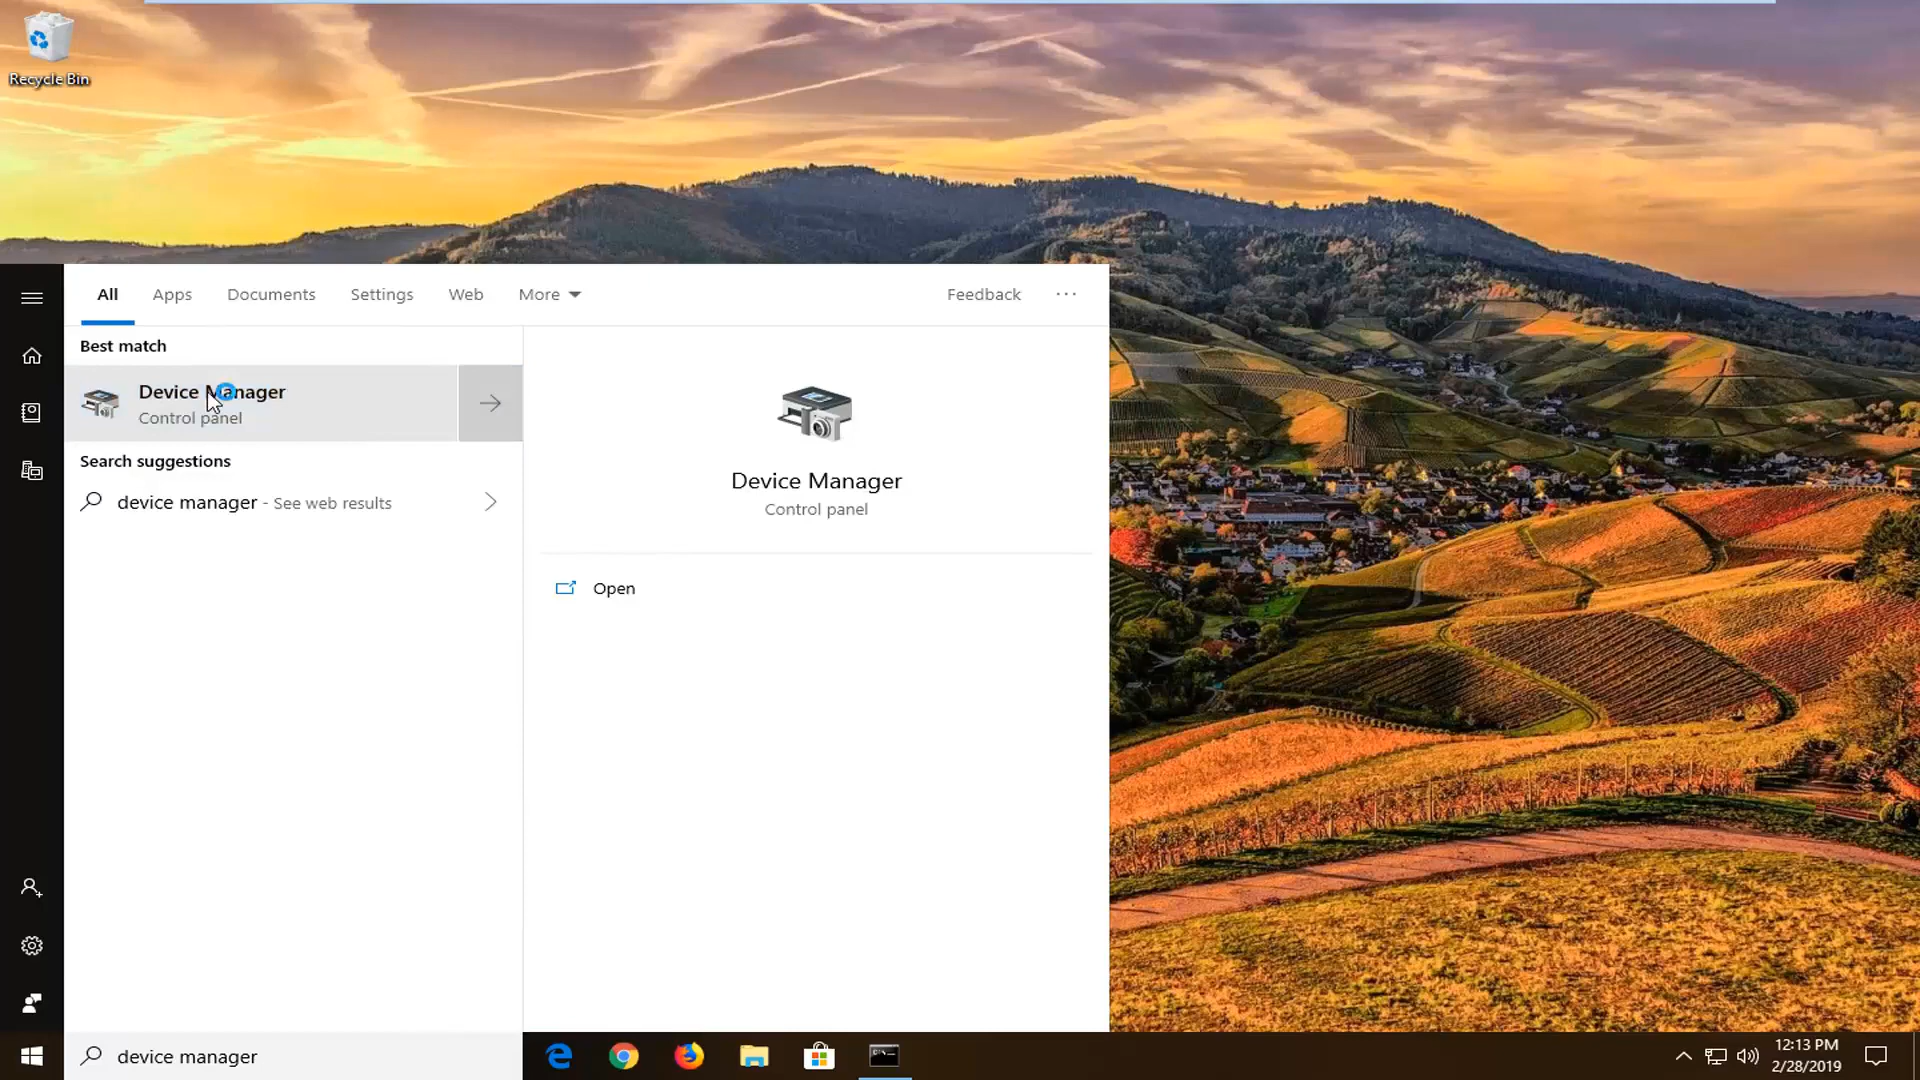 Recycle Bin
All
Apps
Documents
Settings
Web
More
Feedback
Best match
Device Manager
Control panel
Search suggestions
device manager - See web results
Device Manager
Control panel
Open
device manager
12:13 PM
2/28/2019